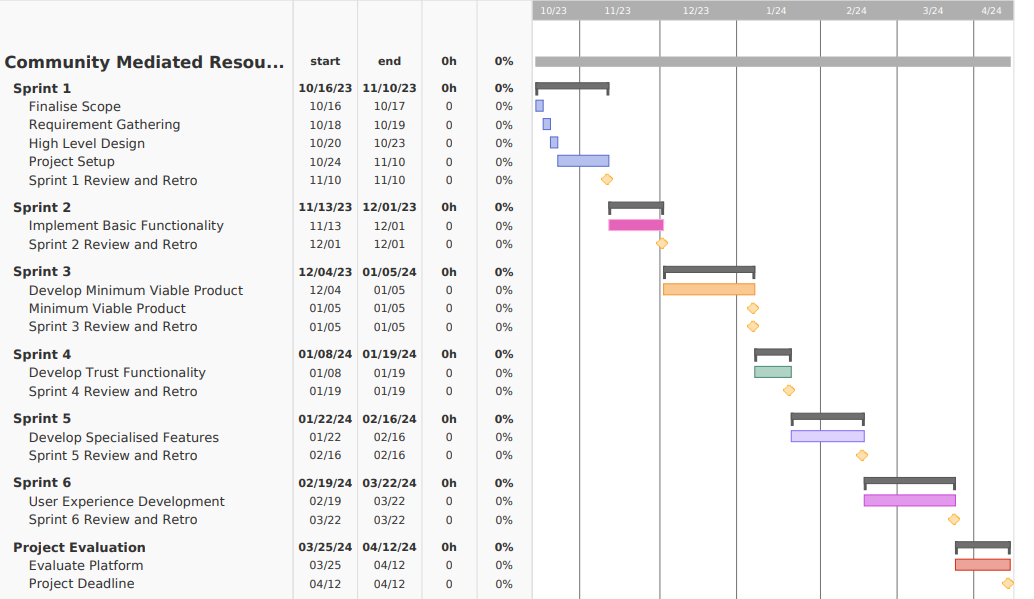 10/23 11/23 12/23 1/24 2/24 3/24 4/24
Community Mediated Resou... start end 0h 0%
Sprint 1 10/16/23 11/10/23 0h 0%
Finalise Scope 10/16 10/17 0 0%
Requirement Gathering 10/18 10/19 0 0%
High Level Design 10/20 10/23 0 0%
Project Setup 10/24 11/10 0 0%
Sprint 1 Review and Retro 11/10 11/10 0 0%
Sprint 2 11/13/23 12/01/23 0h 0%
Implement Basic Functionality 11/13 12/01 0 0%
Sprint 2 Review and Retro 12/01 12/01 0 0%
Sprint 3 12/04/23 01/05/24 0h 0%
Develop Minimum Viable Product 12/04 01/05 0 0%
Minimum Viable Product 01/05 01/05 0 0%
Sprint 3 Review and Retro 01/05 01/05 0 0%
Sprint 4 01/08/24 01/19/24 0h 0%
Develop Trust Functionality 01/08 01/19 0 0%
Sprint 4 Review and Retro 01/19 01/19 0 0%
Sprint 5 01/22/24 02/16/24 0h 0%
Develop Specialised Features 01/22 02/16 0 0%
Sprint 5 Review and Retro 02/16 02/16 0 0%
Sprint 6 02/19/24 03/22/24 0h 0%
User Experience Development 02/19 03/22 0 0%
Sprint 6 Review and Retro 03/22 03/22 0 0%
Project Evaluation 03/25/24 04/12/24 0h 0%
Evaluate Platform 03/25 04/12 0 0%
Project Deadline 04/12 04/12 0 0%